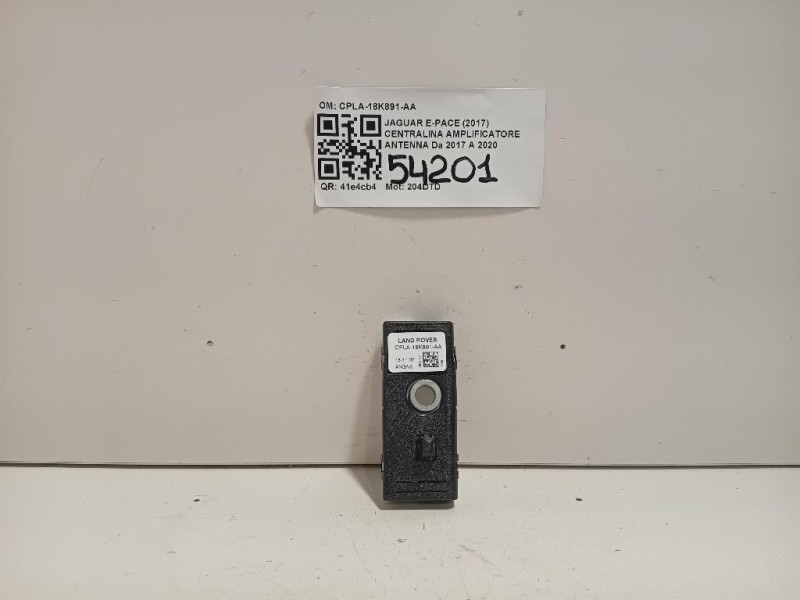 OM: CPLA-18K891-AA
JAGUAR E-PACE (2017)
CENTRALINA AMPLIFICATORE
ANTENNA Da 2017 A 2020
54201
QR: 41e4cb4 Mot: 204DTD
LAND ROVER
CPLA-18K891-AA